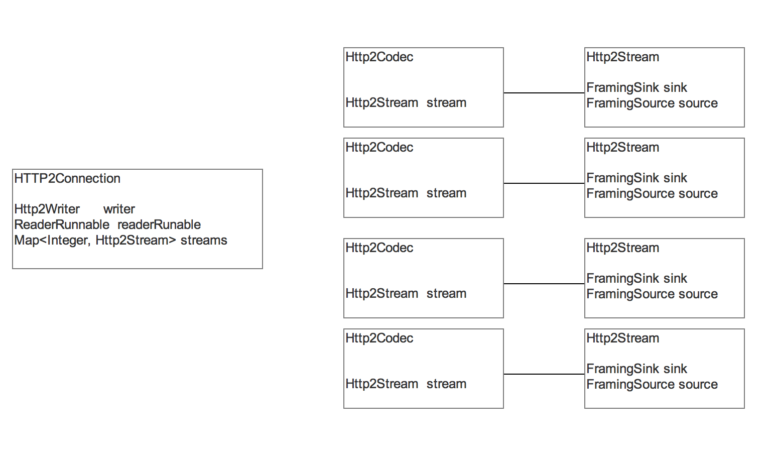 HTTP2Connection
Http2Writer writer
ReaderRunnable readerRunable
Map<Integer, Http2Stream> streams
Http2Codec
Http2Stream stream
Http2Stream
FramingSink sink
FramingSource source
Http2Codec
Http2Stream stream
Http2Stream
FramingSink sink
FramingSource source
Http2Codec
Http2Stream stream
Http2Stream
FramingSink sink
FramingSource source
Http2Codec
Http2Stream stream
Http2Stream
FramingSink sink
FramingSource source